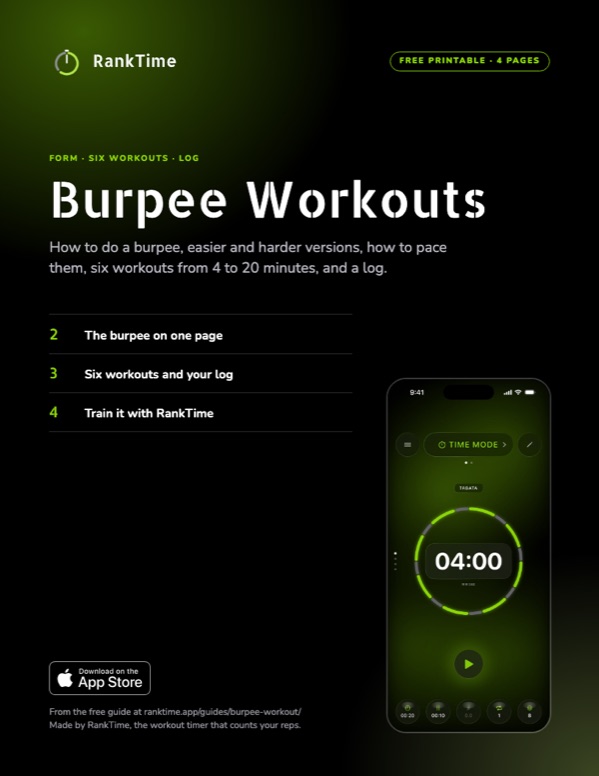 RankTime
FREE PRINTABLE · 4 PAGES
FORM · SIX WORKOUTS · LOG
Burpee Workouts
How to do a burpee, easier and harder versions, how to pace
them, six workouts from 4 to 20 minutes, and a log.
2 The burpee on one page
3 Six workouts and your log
4 Train it with RankTime
9:41
TIME MODE
TABATA
04:00
00:20 00:10 1 8
Download on the
App Store
From the free guide at ranktime.app/guides/burpee-workout/
Made by RankTime, the workout timer that counts your reps.